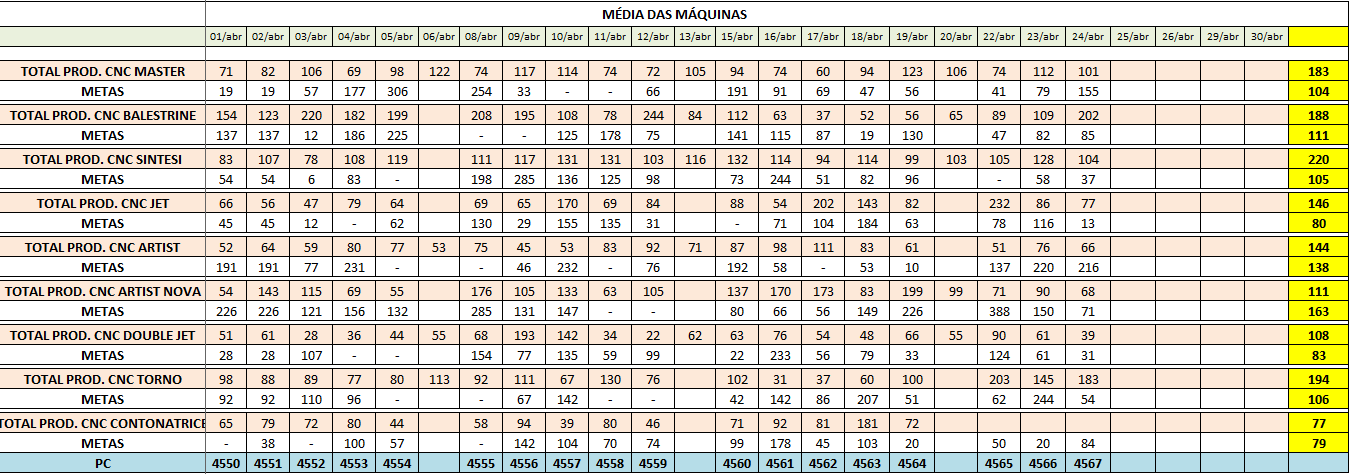 MÉDIA DAS MÁQUINAS
01/abr 02/abr 03/abr 04/abr 05/abr 06/abr 08/abr 09/abr 10/abr 11/abr 12/abr 13/abr 15/abr 16/abr 17/abr 18/abr 19/abr 20/abr 22/abr 23/abr 24/abr 25/abr 26/abr 29/abr 30/abr
TOTAL PROD. CNC MASTER 71 82 106 69 98 122 74 117 114 74 72 105 94 74 60 94 123 106 74 112 101 183
METAS 19 19 57 177 306 254 33 - - 66 191 91 69 47 56 41 79 155 104
TOTAL PROD. CNC BALESTRINE 154 123 220 182 199 208 195 108 78 244 84 112 63 37 52 56 65 89 109 202 188
METAS 137 137 12 186 225 - - 125 178 75 141 115 87 19 130 47 82 85 111
TOTAL PROD. CNC SINTESI 83 107 78 108 119 111 117 131 131 103 116 132 114 94 114 99 103 105 128 104 220
METAS 54 54 6 83 - 198 285 136 125 98 73 244 51 82 96 - 58 37 105
TOTAL PROD. CNC JET 66 56 47 79 64 69 65 170 69 84 88 54 202 143 82 232 86 77 146
METAS 45 45 12 - 62 130 29 155 135 31 - 71 104 184 63 78 116 13 80
TOTAL PROD. CNC ARTIST 52 64 59 80 77 53 75 45 53 83 92 71 87 98 111 83 61 51 76 66 144
METAS 191 191 77 231 - - 46 232 - 76 192 58 - 53 10 137 220 216 138
TOTAL PROD. CNC ARTIST NOVA 54 143 115 69 55 176 105 133 63 105 137 170 173 83 199 99 71 90 68 111
METAS 226 226 121 156 132 285 131 147 - - 80 66 56 149 226 388 150 71 163
TOTAL PROD. CNC DOUBLE JET 51 61 28 36 44 55 68 193 142 34 22 62 63 76 54 48 66 55 90 61 39 108
METAS 28 28 107 - - 154 77 135 59 99 22 233 56 79 33 124 61 31 83
TOTAL PROD. CNC TORNO 98 88 89 77 80 113 92 111 67 130 76 102 31 37 60 100 203 145 183 194
METAS 92 92 110 96 - - 67 142 - - 42 142 86 207 51 62 244 54 106
TOTAL PROD. CNC CONTONATRICE 65 79 72 80 44 58 94 39 80 46 71 92 81 181 72 77
METAS - 38 - 100 57 - 142 104 70 74 99 178 45 103 20 50 20 84 79
PC 4550 4551 4552 4553 4554 4555 4556 4557 4558 4559 4560 4561 4562 4563 4564 4565 4566 4567